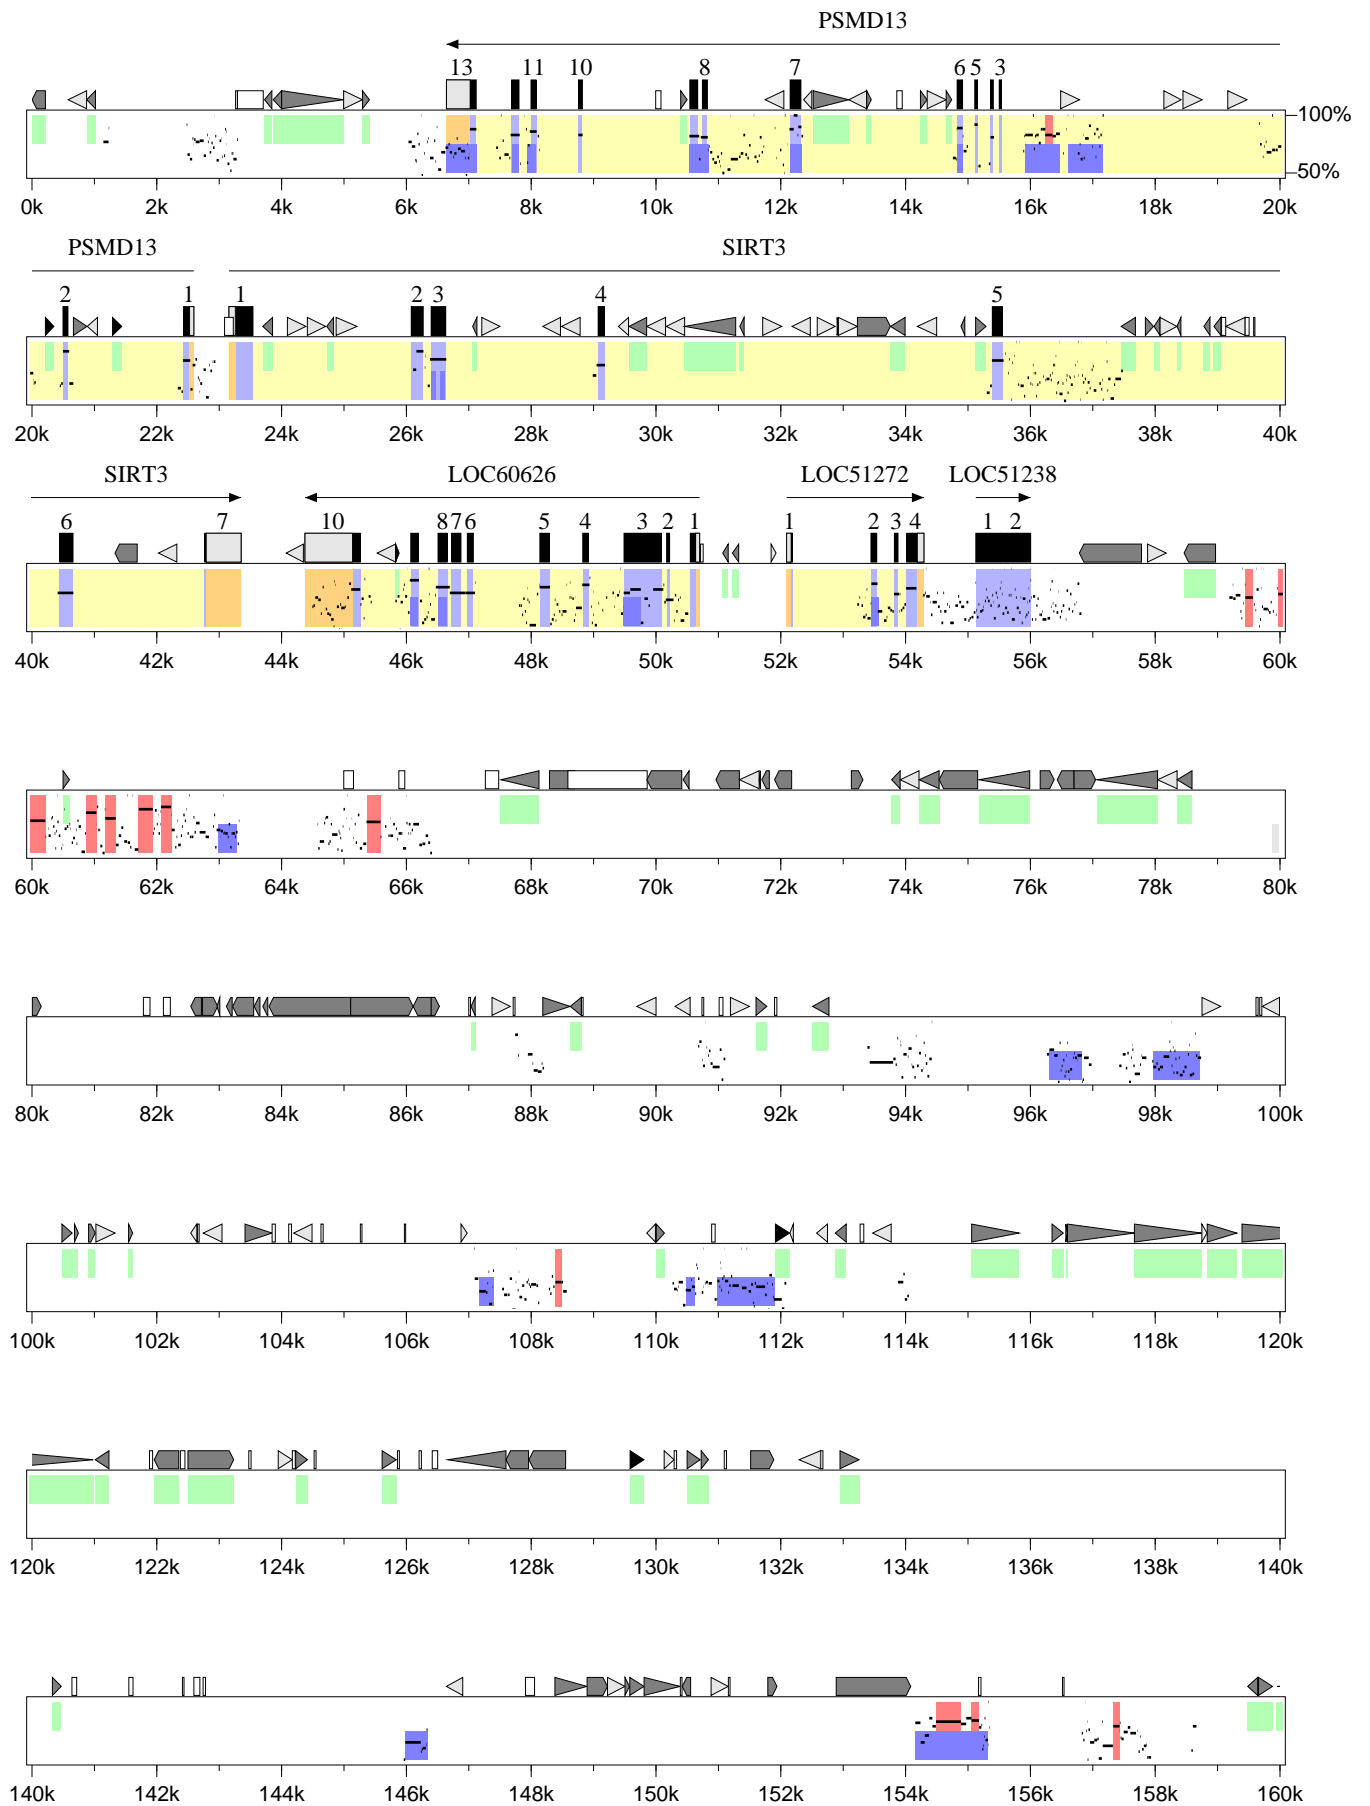 PSMD13
13 11 10 8 7 6 5 3
100%
50%
0k 2k 4k 6k 8k 10k 12k 14k 16k 18k 20k
PSMD13 SIRT3
2 1 1 2 3 4 5
20k 22k 24k 26k 28k 30k 32k 34k 36k 38k 40k
SIRT3 LOC60626 LOC51272 LOC51238
6 7 10 8 7 6 5 4 3 2 1 1 2 3 4 1 2
40k 42k 44k 46k 48k 50k 52k 54k 56k 58k 60k
60k 62k 64k 66k 68k 70k 72k 74k 76k 78k 80k
80k 82k 84k 86k 88k 90k 92k 94k 96k 98k 100k
100k 102k 104k 106k 108k 110k 112k 114k 116k 118k 120k
120k 122k 124k 126k 128k 130k 132k 134k 136k 138k 140k
140k 142k 144k 146k 148k 150k 152k 154k 156k 158k 160k